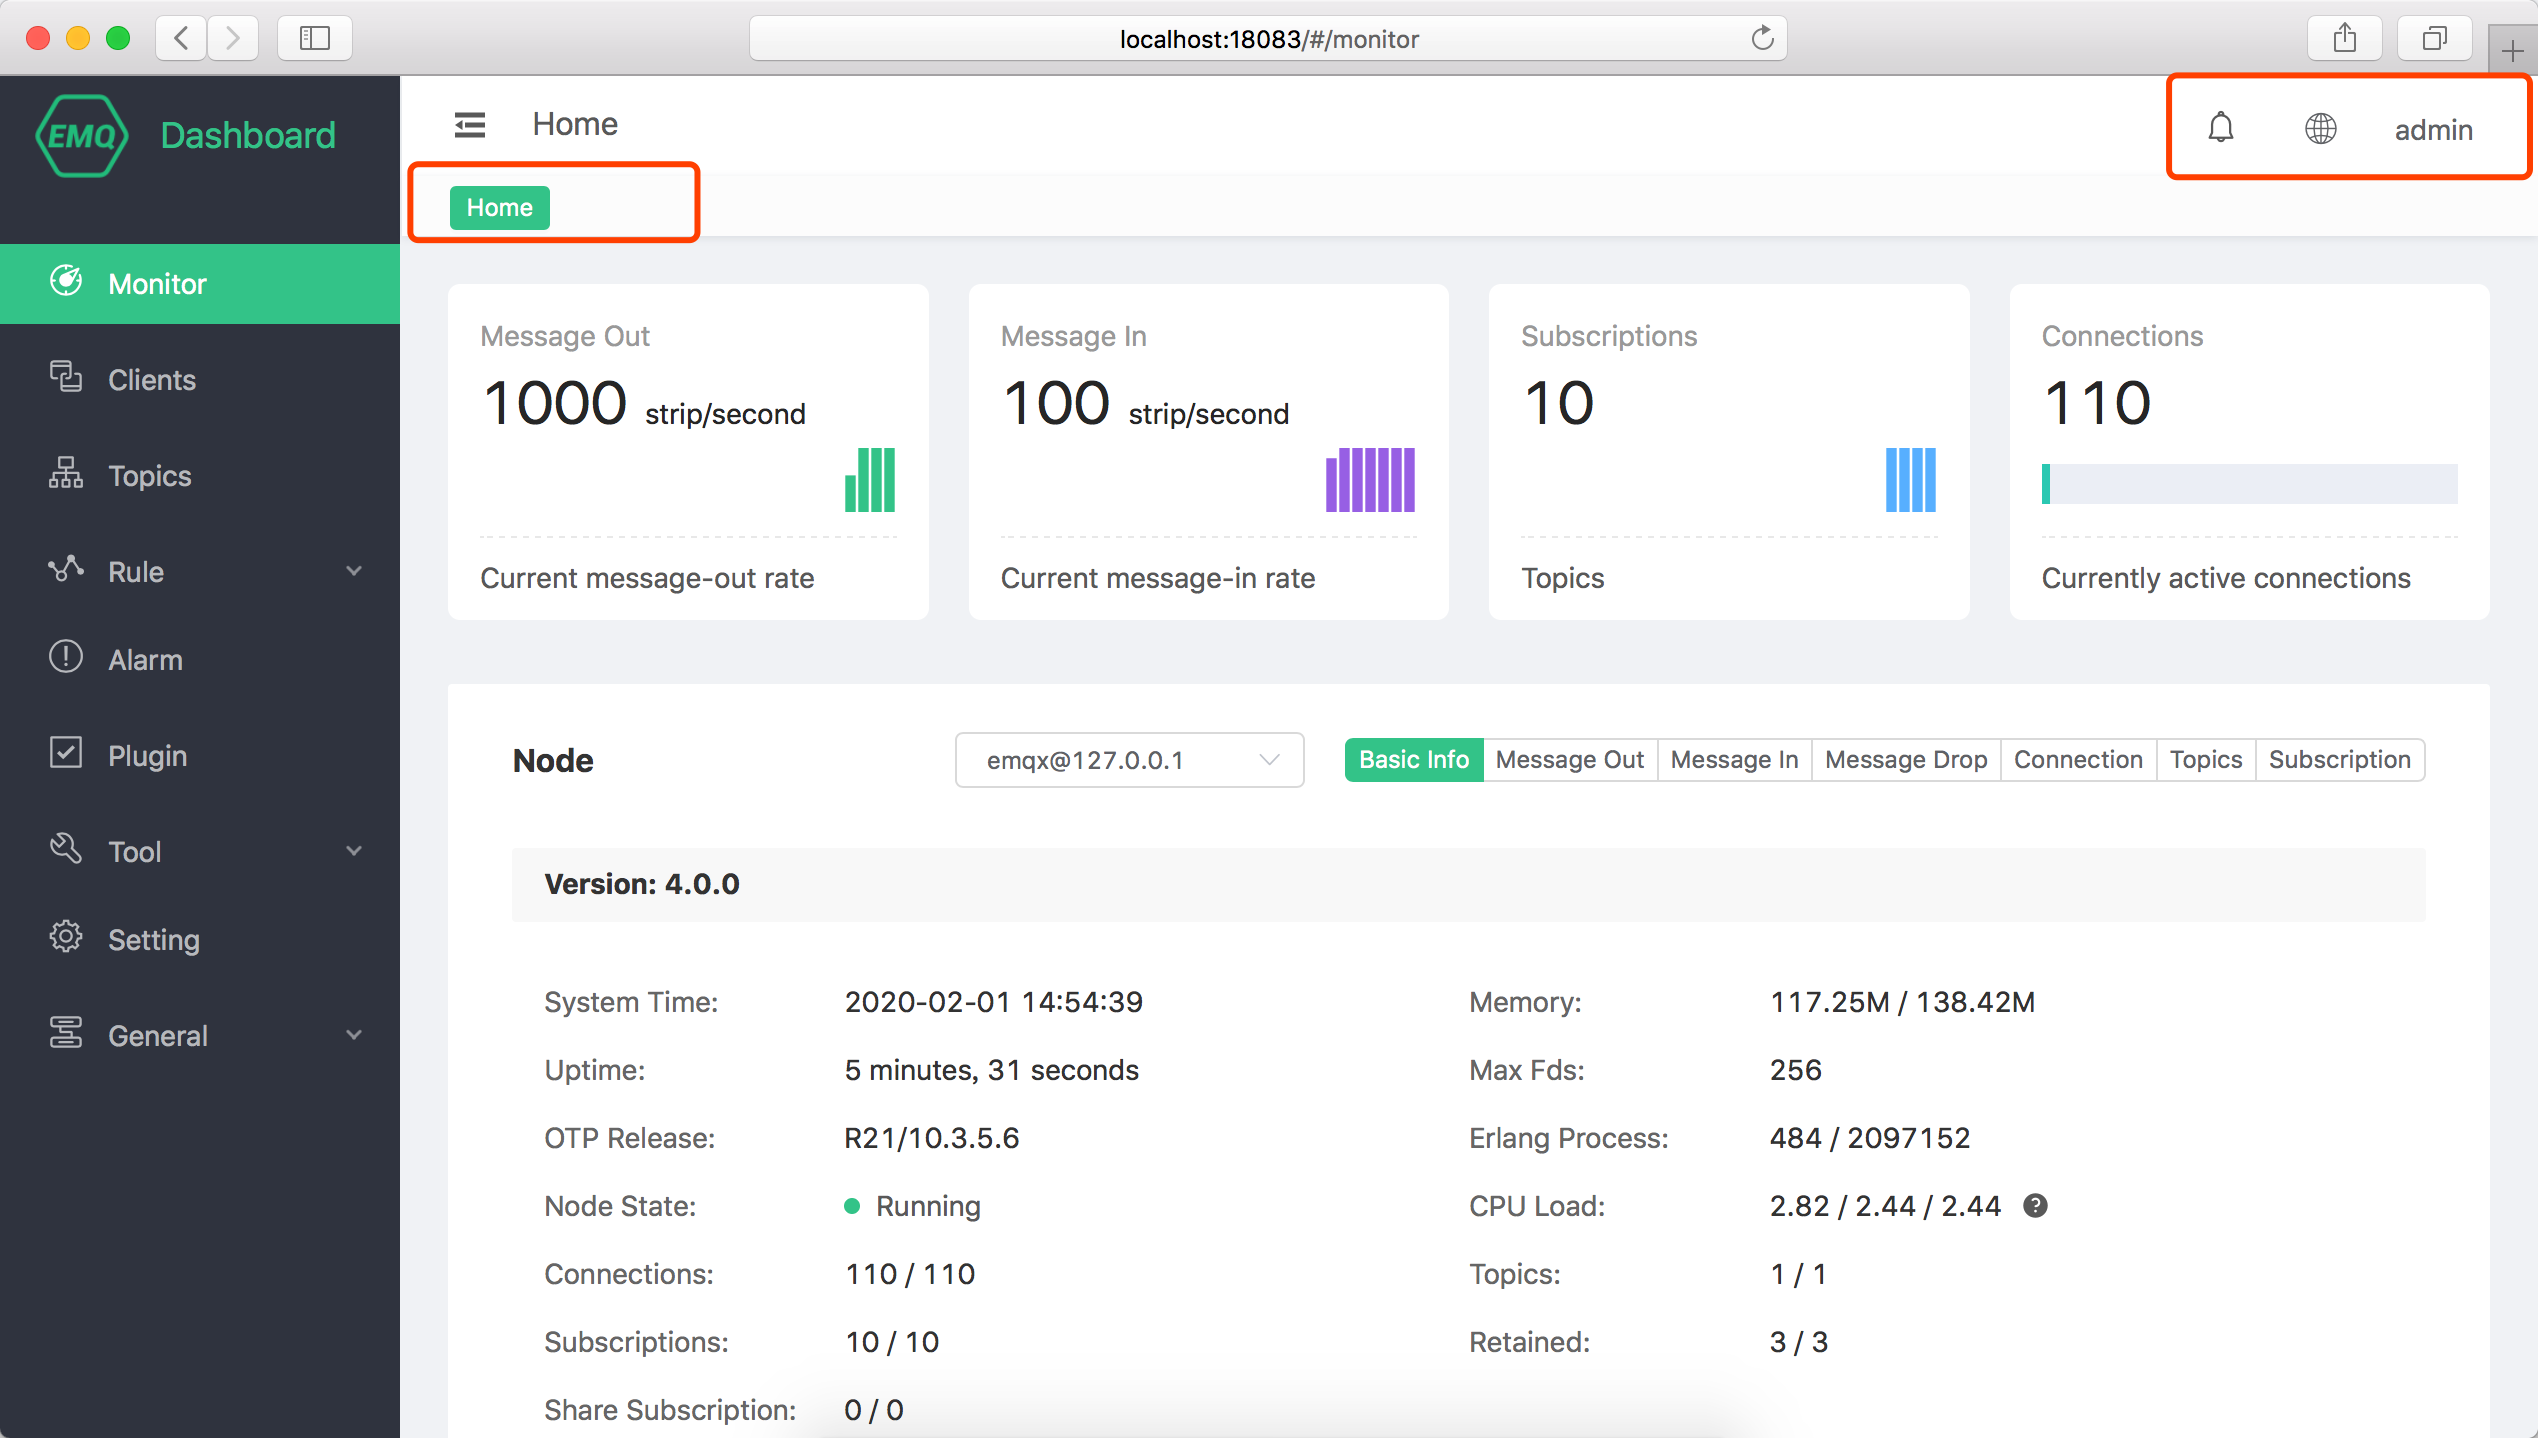 localhost:18083/#/monitor
EMQ Dashboard
Home
admin
Home
Monitor
Clients
Topics
Rule
Alarm
Plugin
Tool
Setting
General
Message Out
1000 strip/second
Current message-out rate
Message In
100 strip/second
Current message-in rate
Subscriptions
10
Topics
Connections
110
Currently active connections
Node
emqx@127.0.0.1
Basic Info Message Out Message In Message Drop Connection Topics Subscription
Version: 4.0.0
System Time: 2020-02-01 14:54:39
Uptime: 5 minutes, 31 seconds
OTP Release: R21/10.3.5.6
Node State: Running
Connections: 110 / 110
Subscriptions: 10 / 10
Share Subscription: 0 / 0
Memory: 117.25M / 138.42M
Max Fds: 256
Erlang Process: 484 / 2097152
CPU Load: 2.82 / 2.44 / 2.44 ?
Topics: 1 / 1
Retained: 3 / 3